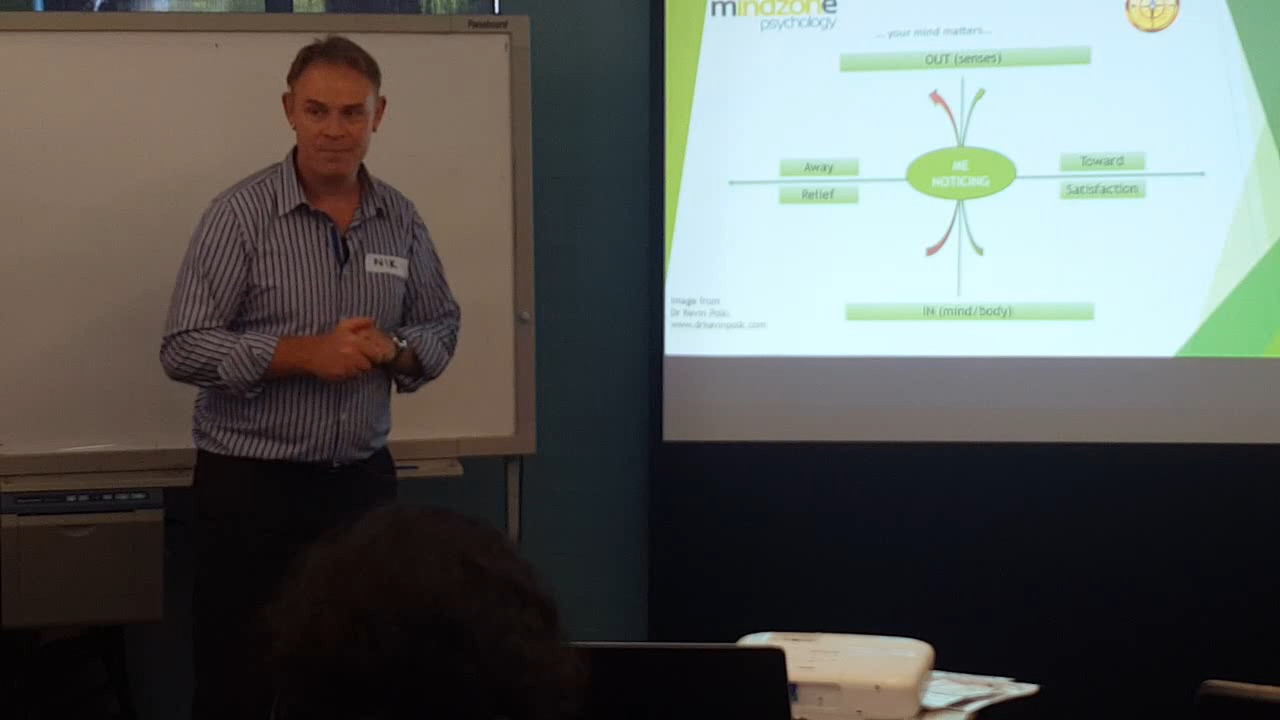 Panaboard
mindzone
psychology
... your mind matters...
OUT (senses)
Away
Toward
ME
NOTICING
Relief
Satisfaction
IN (mind/body)
Image from
Dr Kevin Polk.
www.drkevinpolk.com
NIK